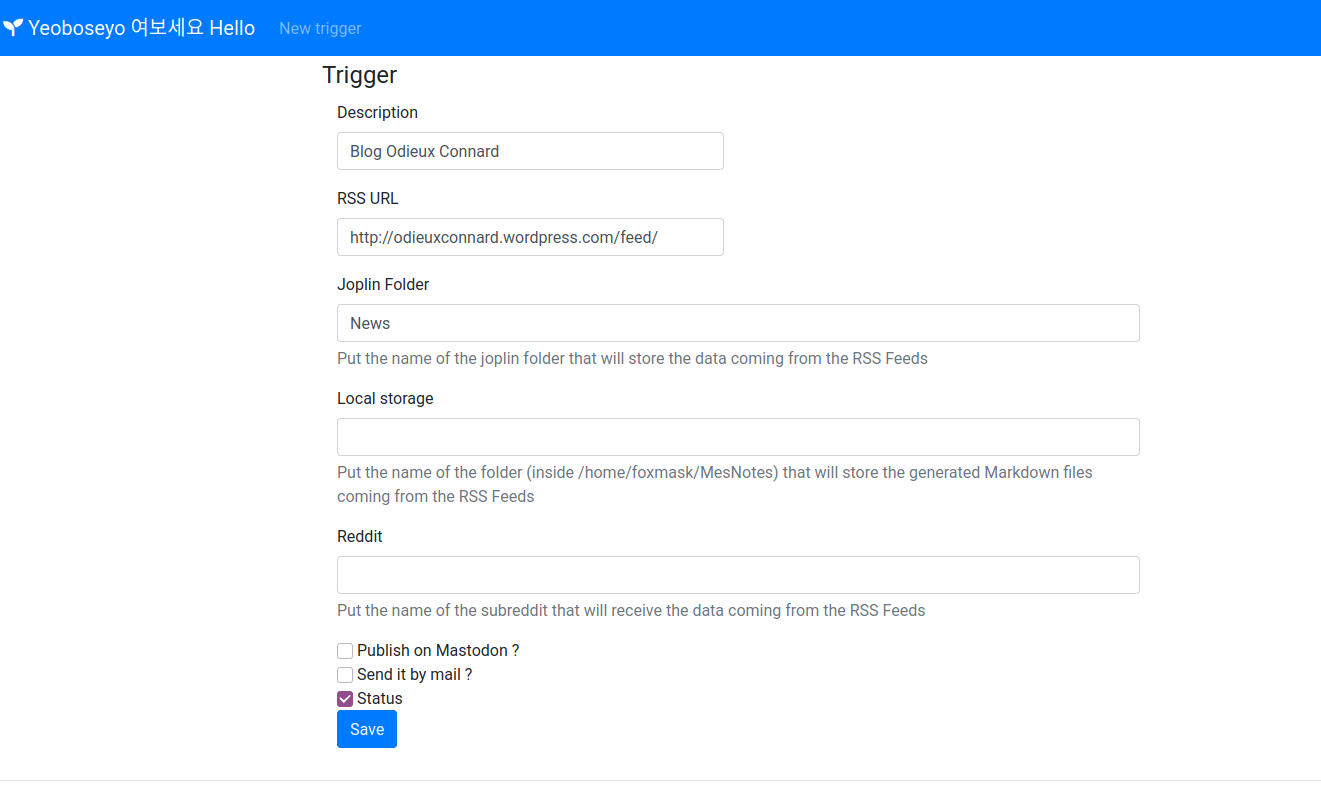 Yeoboseyo 여보세요 Hello New trigger
Trigger
Description
Blog Odieux Connard
RSS URL
http://odieuxconnard.wordpress.com/feed/
Joplin Folder
News
Put the name of the joplin folder that will store the data coming from the RSS Feeds
Local storage
Put the name of the folder (inside /home/foxmask/MesNotes) that will store the generated Markdown files
coming from the RSS Feeds
Reddit
Put the name of the subreddit that will receive the data coming from the RSS Feeds
Publish on Mastodon ?
Send it by mail ?
Status
Save